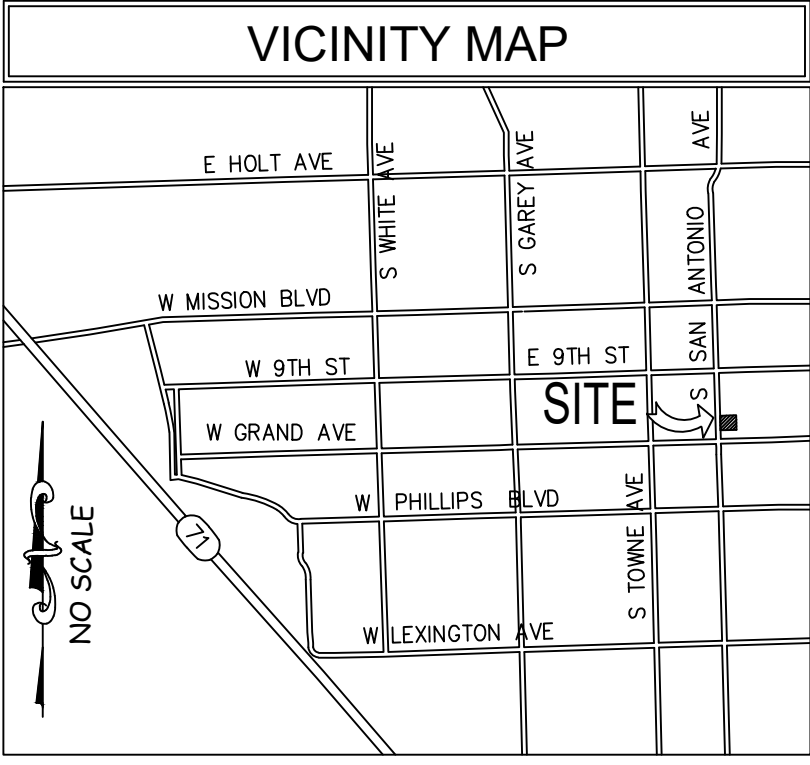 VICINITY MAP
E HOLT AVE
S WHITE AVE
S GAREY AVE
S SAN ANTONIO AVE
W MISSION BLVD
W 9TH ST
E 9TH ST
SITE
W GRAND AVE
W PHILLIPS BLVD
S TOWNE AVE
71
NO SCALE
W LEXINGTON AVE